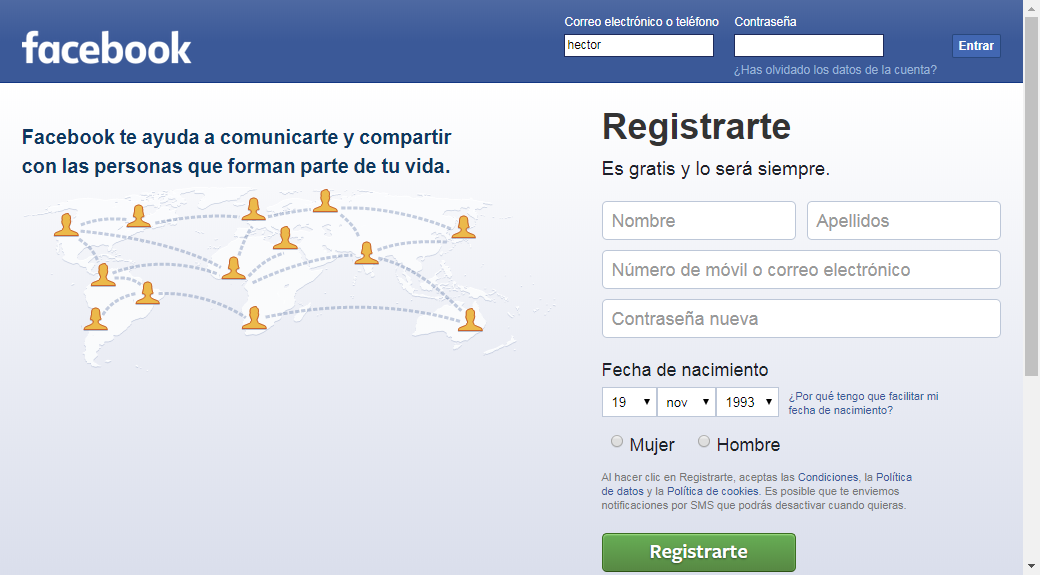 facebook
Correo electrónico o teléfono
Contraseña
hector
Entrar
¿Has olvidado los datos de la cuenta?
Facebook te ayuda a comunicarte y compartir
con las personas que forman parte de tu vida.
Registrarte
Es gratis y lo será siempre.
Nombre
Apellidos
Número de móvil o correo electrónico
Contraseña nueva
Fecha de nacimiento
19 nov 1993
¿Por qué tengo que facilitar mi
fecha de nacimiento?
Mujer Hombre
Al hacer clic en Registrarte, aceptas las Condiciones, la Política
de datos y la Política de cookies. Es posible que te enviemos
notificaciones por SMS que podrás desactivar cuando quieras.
Registrarte